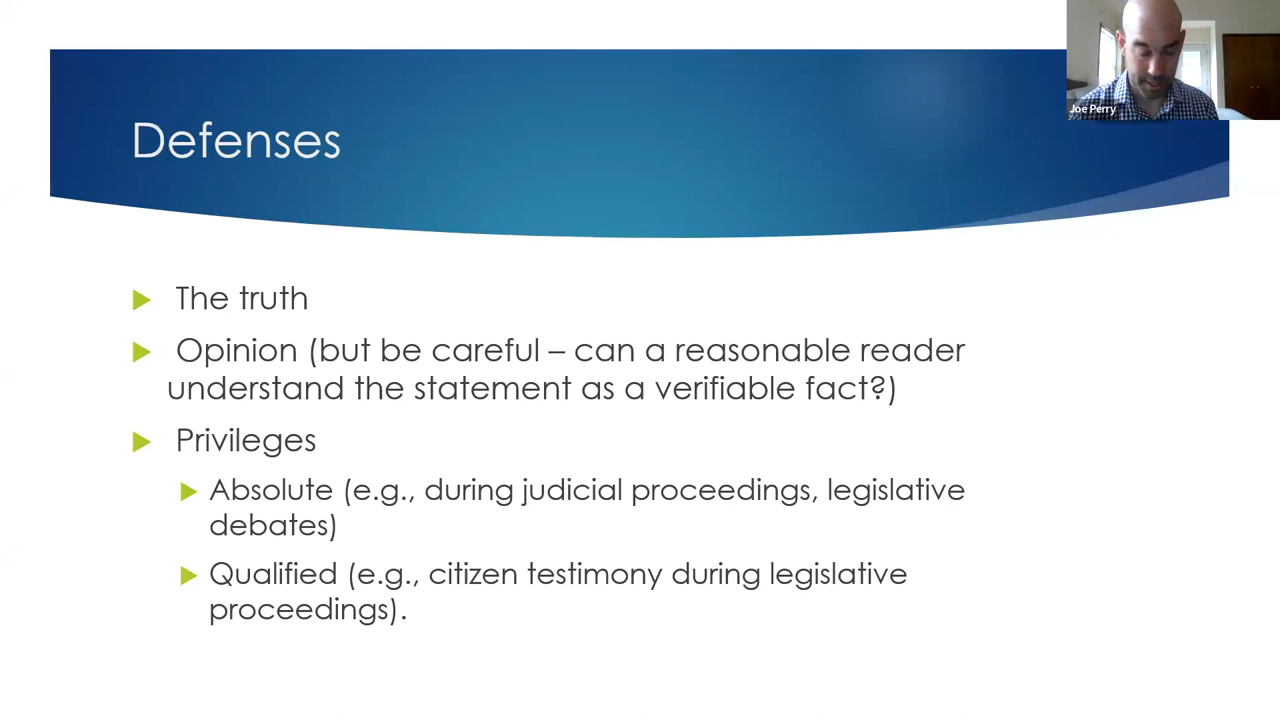 Joe Perry
Defenses
The truth
Opinion (but be careful – can a reasonable reader
understand the statement as a verifiable fact?)
Privileges
Absolute (e.g., during judicial proceedings, legislative
debates)
Qualified (e.g., citizen testimony during legislative
proceedings).